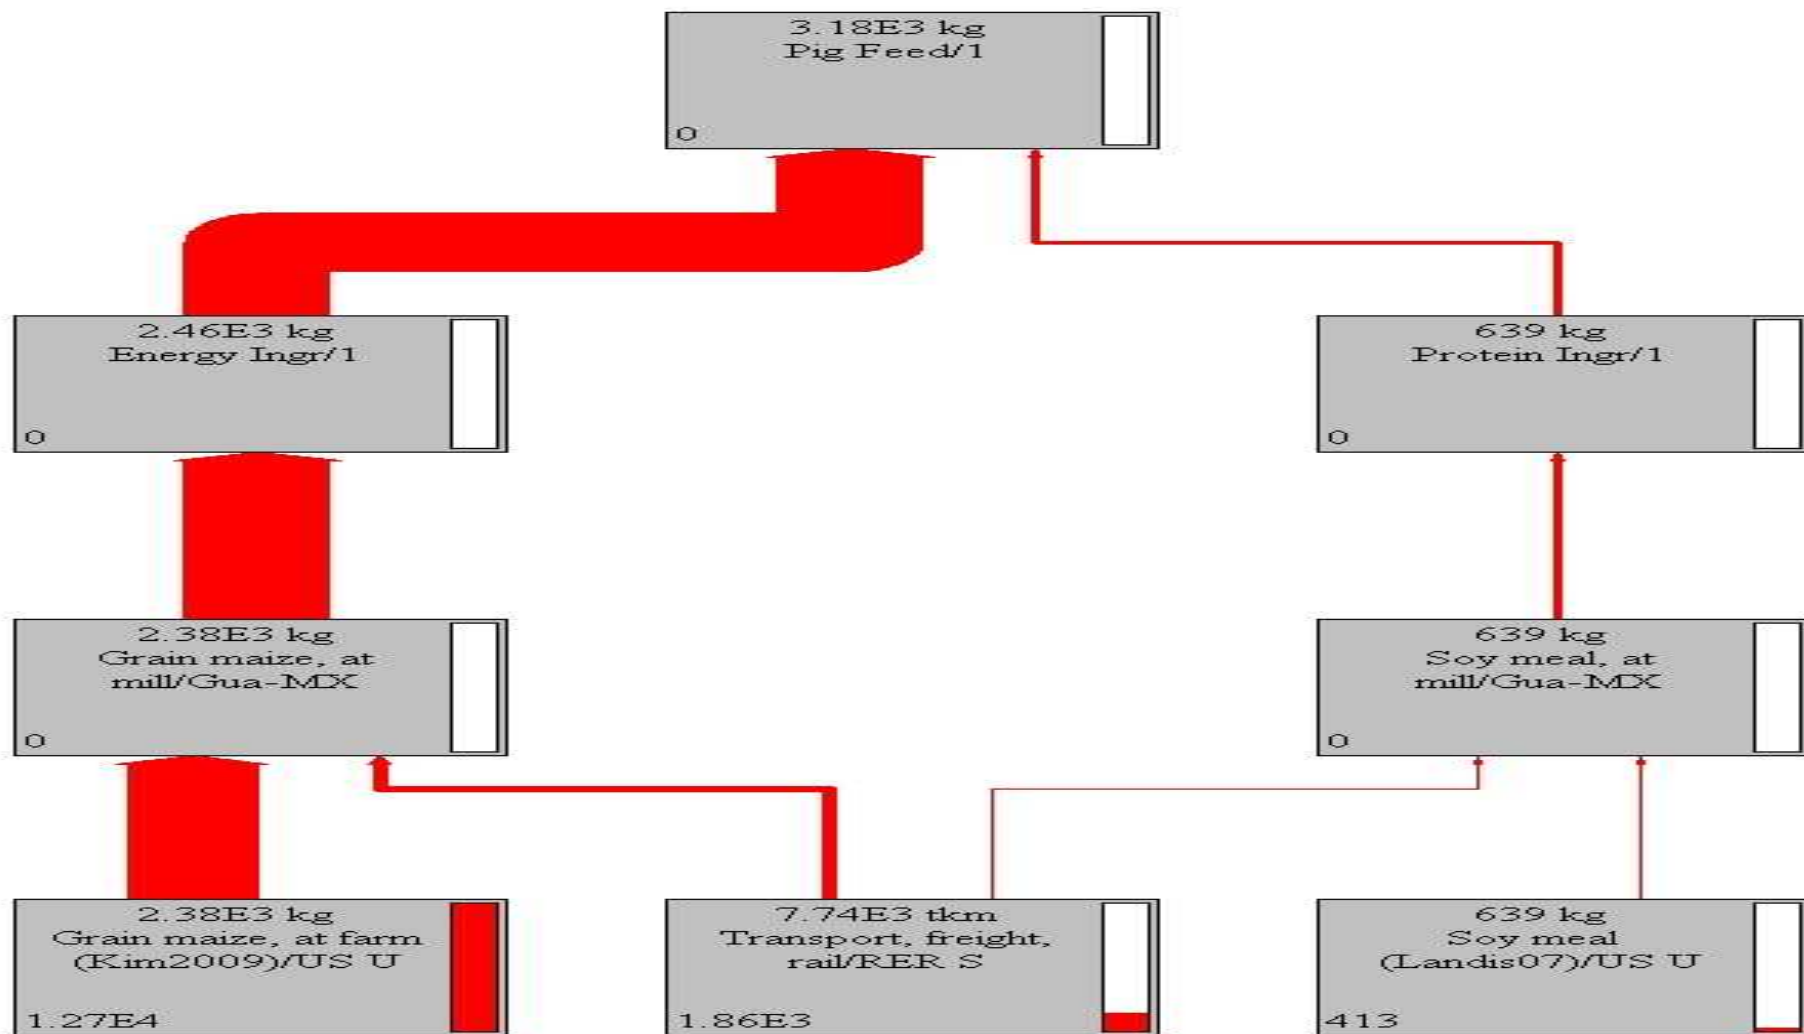 3.18E3 kg
Pig Feed/1
0
2.46E3 kg
Energy Ingr/1
0
639 kg
Protein Ingr/1
0
2.38E3 kg
Grain maize, at
mill/Gua-MX
0
639 kg
Soy meal, at
mill/Gua-MX
0
2.38E3 kg
Grain maize, at farm
(Kim2009)/US U
1.27E4
7.74E3 tkm
Transport, freight,
rail/RER S
1.86E3
639 kg
Soy meal
(Landis07)/US U
413